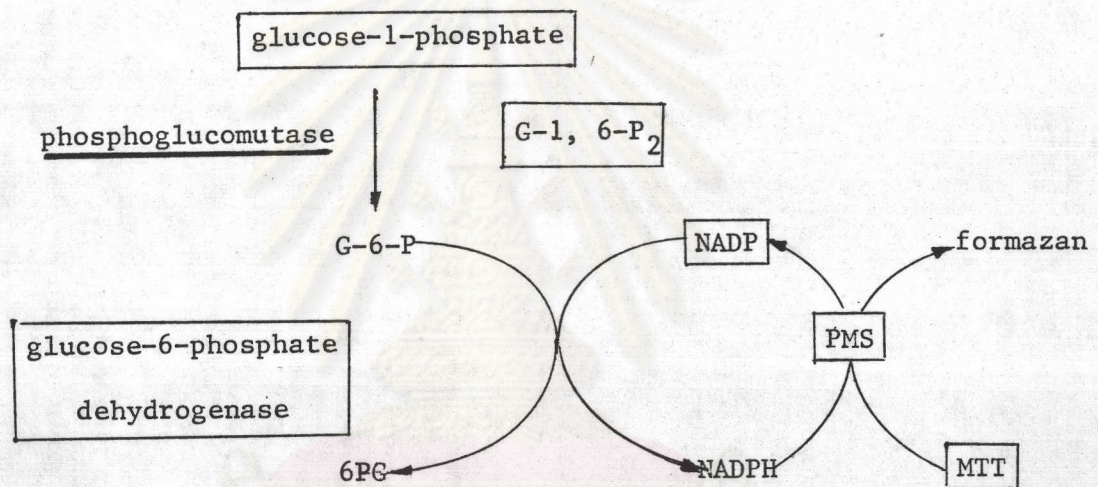 glucose-1-phosphate
phosphoglucomutase
G-1, 6-P2
G-6-P
NADP
formazan
glucose-6-phosphate
dehydrogenase
PMS
6PG
NADPH
MTT